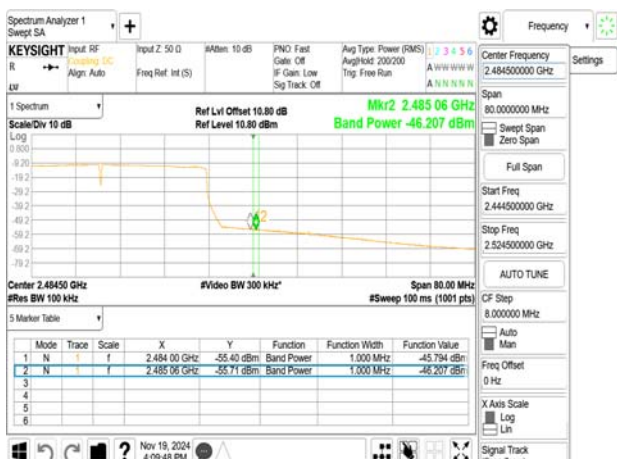 Spectrum Analyzer 1
Swept SA
Frequency
KEYSIGHT
Input: RF
Coupling: DC
Align: Auto
Input Z: 50 Ω
Freq Ref: Int (S)
#Atten: 10 dB
PNO: Fast
Gate: Off
IF Gain: Low
Sig Track: Off
Avg Type: Power (RMS)
Avg|Hold: 200/200
Trig: Free Run
1 2 3 4 5 6
A W W W W W
A N N N N N
R
Center Frequency
2.484500000 GHz
Settings
Span
80.0000000 MHz
Swept Span
Zero Span
Full Span
Start Freq
2.444500000 GHz
Stop Freq
2.524500000 GHz
AUTO TUNE
CF Step
8.000000 MHz
Auto
Man
Freq Offset
0 Hz
X Axis Scale
Log
Lin
Signal Track
1 Spectrum
Scale/Div 10 dB
Ref Lvl Offset 10.80 dB
Ref Level 10.80 dBm
Mkr2 2.485 06 GHz
Band Power -46.207 dBm
Log
0.800
-9.20
-19.2
-29.2
-39.2
-49.2
-59.2
-69.2
-79.2
2
Center 2.48450 GHz
#Video BW 300 kHz*
Span 80.00 MHz
#Res BW 100 kHz
#Sweep 100 ms (1001 pts)
5 Marker Table
Mode Trace Scale X Y Function Function Width Function Value
1 N 1 f 2.484 00 GHz -55.40 dBm Band Power 1.000 MHz -45.794 dBm
2 N 1 f 2.485 06 GHz -55.71 dBm Band Power 1.000 MHz -46.207 dBm
3
4
5
6
?
Nov 19, 2024
4:09:48 PM